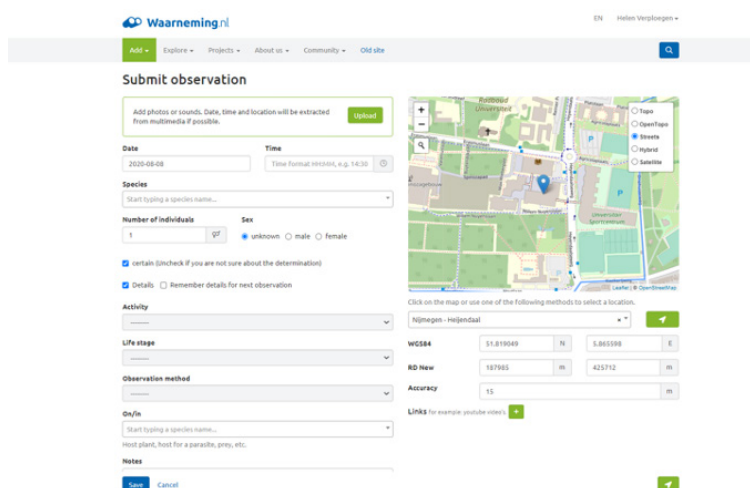 Waarneming.nl
EN Helen Verploegen
Add Explore Projects About us Community Old site
Submit observation
Add photos or sounds. Date, time and location will be extracted
from multimedia if possible.
Upload
Date Time
2020-08-08 Time format HH:MM, e.g. 14:30
Species
Start typing a species name...
Number of individuals Sex
1 unknown male female
certain (Uncheck if you are not sure about the determination)
Details Remember details for next observation
Activity
---------
Life stage
---------
Observation method
---------
On/in
Start typing a species name...
Host plant, host for a parasite, prey, etc.
Notes
Save Cancel
+
−
Radboud
Universiteit
P
P
Universitair
Sportcentrum
Topo
OpenTopo
Streets
Hybrid
Satellite
Leaflet | © OpenStreetMap
Click on the map or use one of the following methods to select a location.
Nijmegen - Heijendaal
WGS84 51.819049 N 5.865598 E
RD New 187985 m 425712 m
Accuracy 15 m
Links for example: youtube video's +